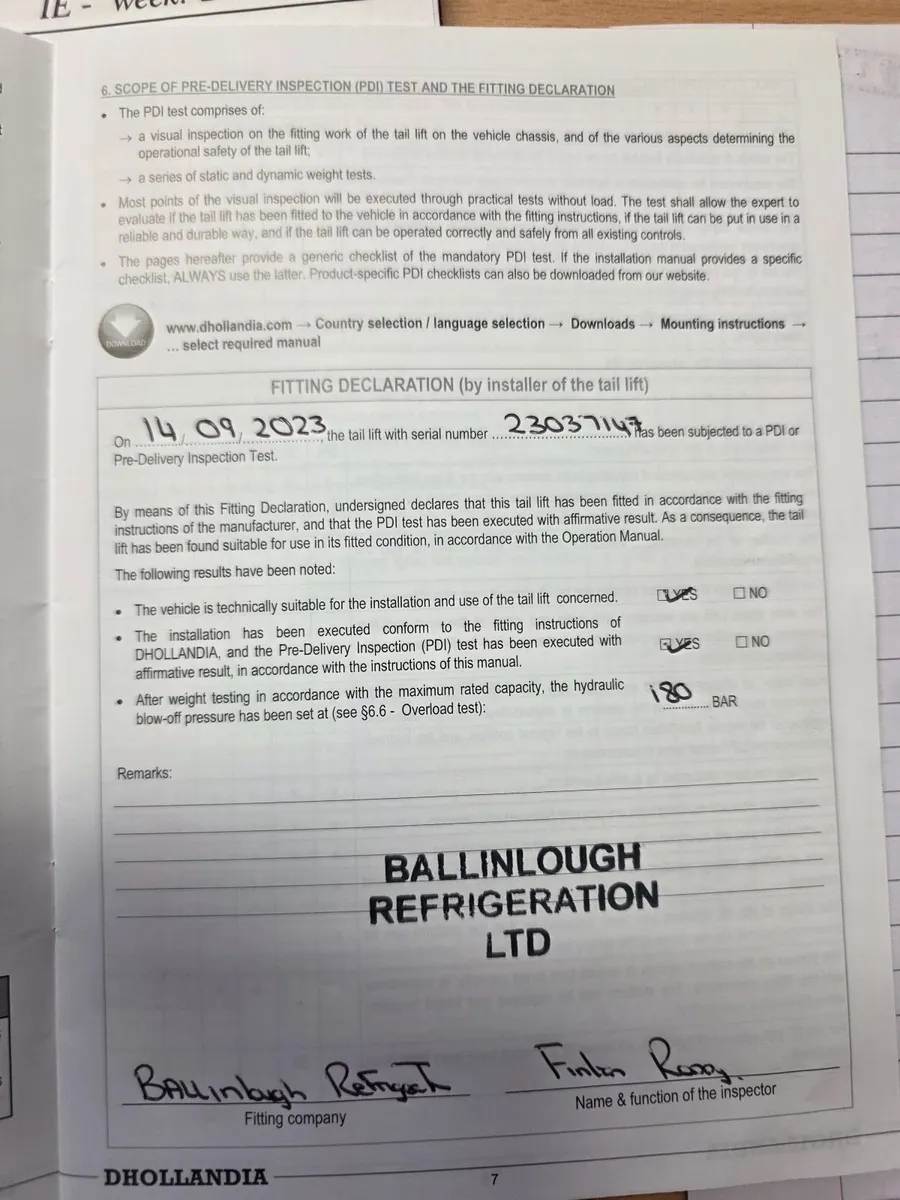 IE - Week:
6. SCOPE OF PRE-DELIVERY INSPECTION (PDI) TEST AND THE FITTING DECLARATION
• The PDI test comprises of:
→ a visual inspection on the fitting work of the tail lift on the vehicle chassis, and of the various aspects determining the
operational safety of the tail lift;
→ a series of static and dynamic weight tests.
• Most points of the visual inspection will be executed through practical tests without load. The test shall allow the expert to
evaluate if the tail lift has been fitted to the vehicle in accordance with the fitting instructions, if the tail lift can be put in use in a
reliable and durable way, and if the tail lift can be operated correctly and safely from all existing controls.
• The pages hereafter provide a generic checklist of the mandatory PDI test. If the installation manual provides a specific
checklist, ALWAYS use the latter. Product-specific PDI checklists can also be downloaded from our website.
DOWNLOAD
www.dhollandia.com → Country selection / language selection → Downloads → Mounting instructions →
... select required manual
FITTING DECLARATION (by installer of the tail lift)
On 14/09/2023, the tail lift with serial number 23037147, has been subjected to a PDI or
Pre-Delivery Inspection Test.
By means of this Fitting Declaration, undersigned declares that this tail lift has been fitted in accordance with the fitting
instructions of the manufacturer, and that the PDI test has been executed with affirmative result. As a consequence, the tail
lift has been found suitable for use in its fitted condition, in accordance with the Operation Manual.
The following results have been noted:
• The vehicle is technically suitable for the installation and use of the tail lift concerned. YES NO
• The installation has been executed conform to the fitting instructions of
DHOLLANDIA, and the Pre-Delivery Inspection (PDI) test has been executed with YES NO
affirmative result, in accordance with the instructions of this manual.
• After weight testing in accordance with the maximum rated capacity, the hydraulic
blow-off pressure has been set at (see §6.6 - Overload test): 180 BAR
Remarks:
BALLINLOUGH
REFRIGERATION
LTD
BALLinlough
Fitting company
Name & function of the inspector
DHOLLANDIA
7